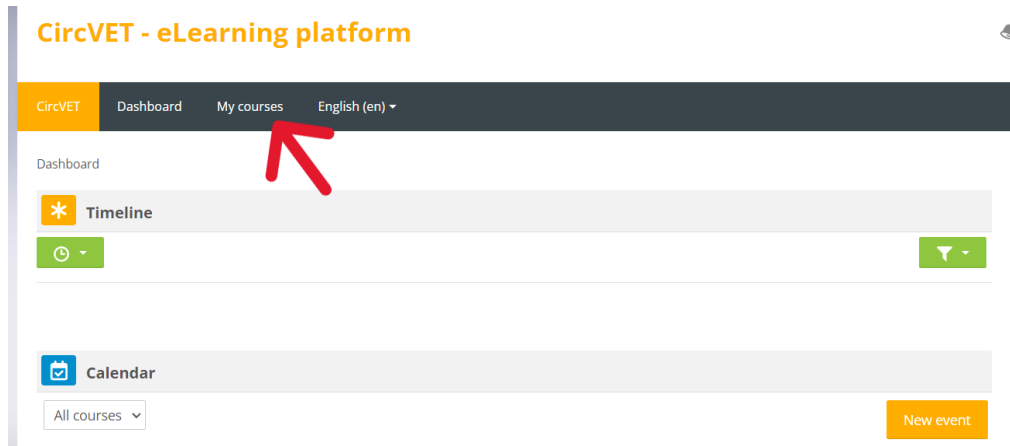 CircVET - eLearning platform
CircVET Dashboard My courses English (en)
Dashboard
Timeline
Calendar
All courses
New event